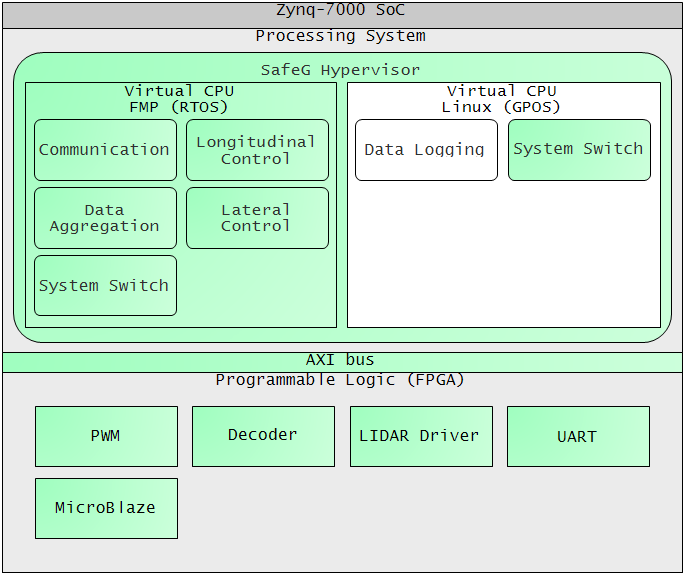 Zynq-7000 SoC
Processing System
SafeG Hypervisor
Virtual CPU
FMP (RTOS)
Communication
Longitudinal
Control
Data
Aggregation
Lateral
Control
System Switch
Virtual CPU
Linux (GPOS)
Data Logging
System Switch
AXI bus
Programmable Logic (FPGA)
PWM
Decoder
LIDAR Driver
UART
MicroBlaze